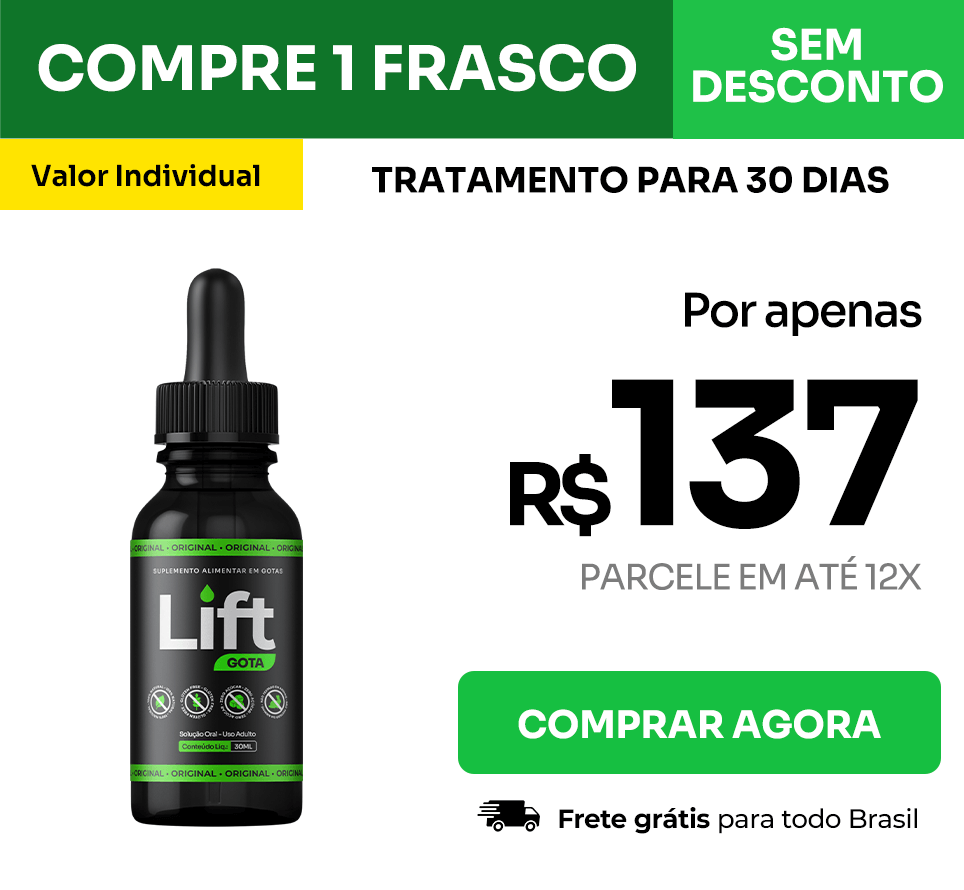 COMPRE 1 FRASCO
SEM
DESCONTO
Valor Individual
TRATAMENTO PARA 30 DIAS
Por apenas
R$137
PARCELE EM ATÉ 12X
ORIGINAL • ORIGINAL • ORIGINAL • ORIGINAL
SUPLEMENTO ALIMENTAR EM GOTAS
Lift
GOTA
Solução Oral - Uso Adulto
Conteúdo Liq.: 30ML
ORIGINAL • ORIGINAL • ORIGINAL • ORIGINAL
COMPRAR AGORA
Frete grátis para todo Brasil